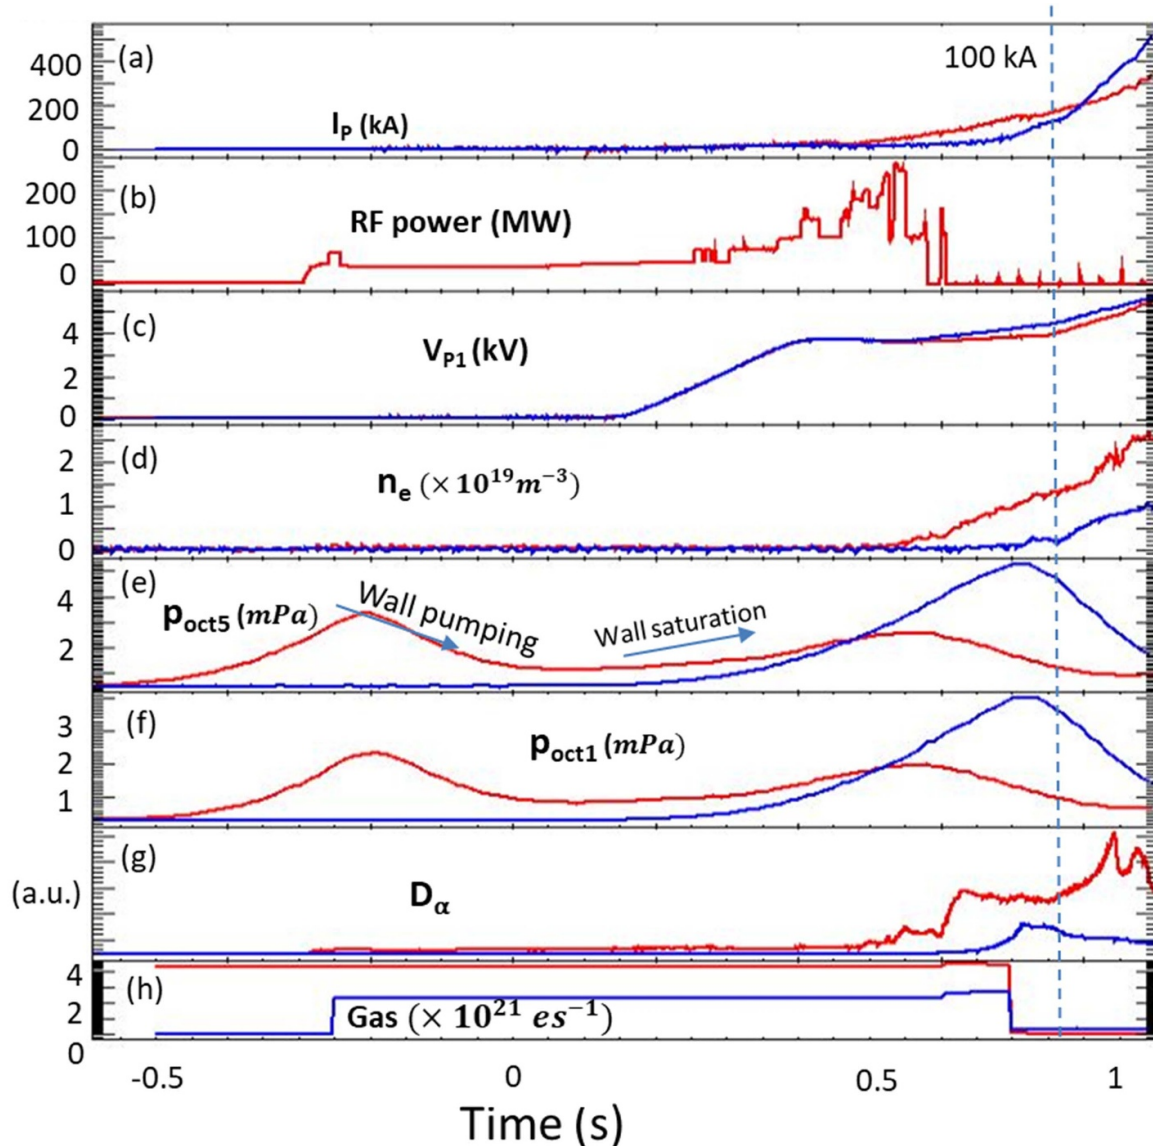 (a)
100 kA
400
200
0
I_P (kA)
(b)
200
100
0
RF power (MW)
(c)
4
2
0
V_P1 (kV)
(d)
2
1
0
n_e (× 10^19 m^−3)
(e)
4
2
p_oct5 (mPa)
Wall pumping
Wall saturation
(f)
3
2
1
p_oct1 (mPa)
(g)
(a.u.)
D_α
(h)
4
2
0
Gas (× 10^21 es^−1)
-0.5 0 0.5 1
Time (s)